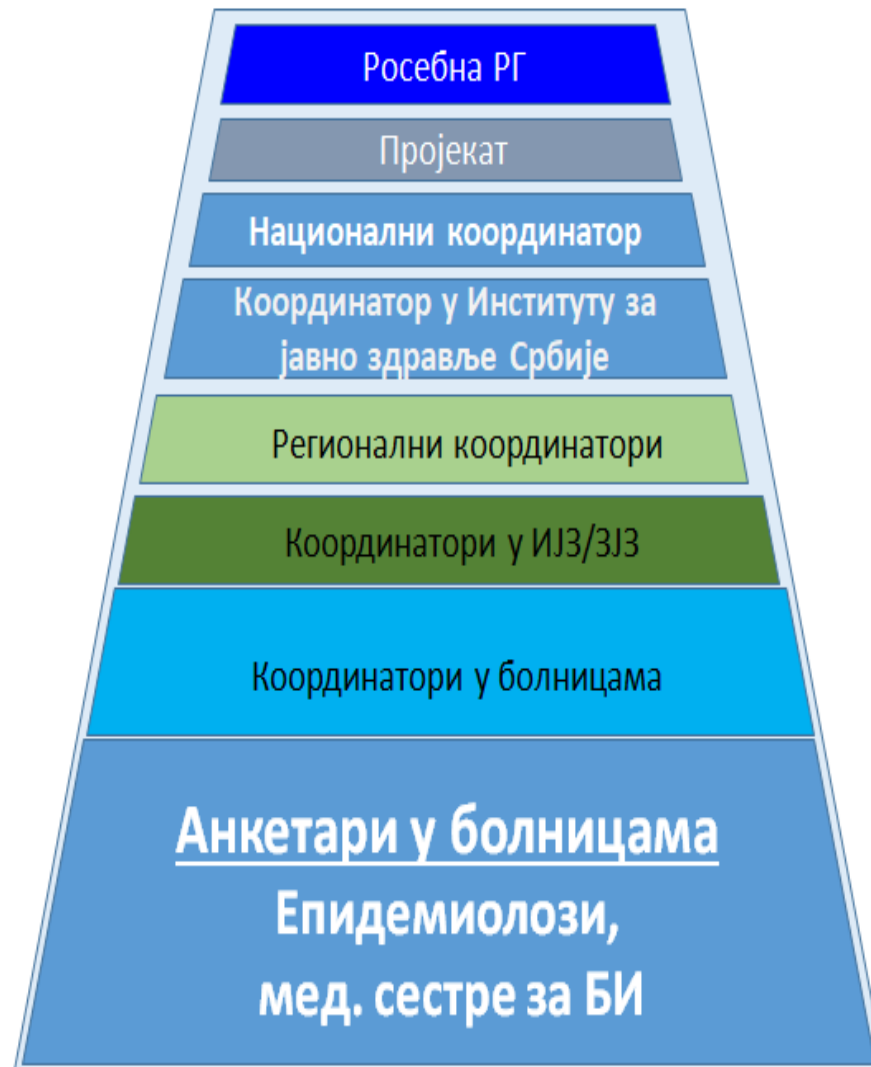 Росебна РГ
Пројекат
Национални координатор
Координатор у Институту за
јавно здравље Србије
Регионални координатори
Координатори у ИЈЗ/ЗЈЗ
Координатори у болницама
Анкетари у болницама
Епидемиолози,
мед. сестре за БИ